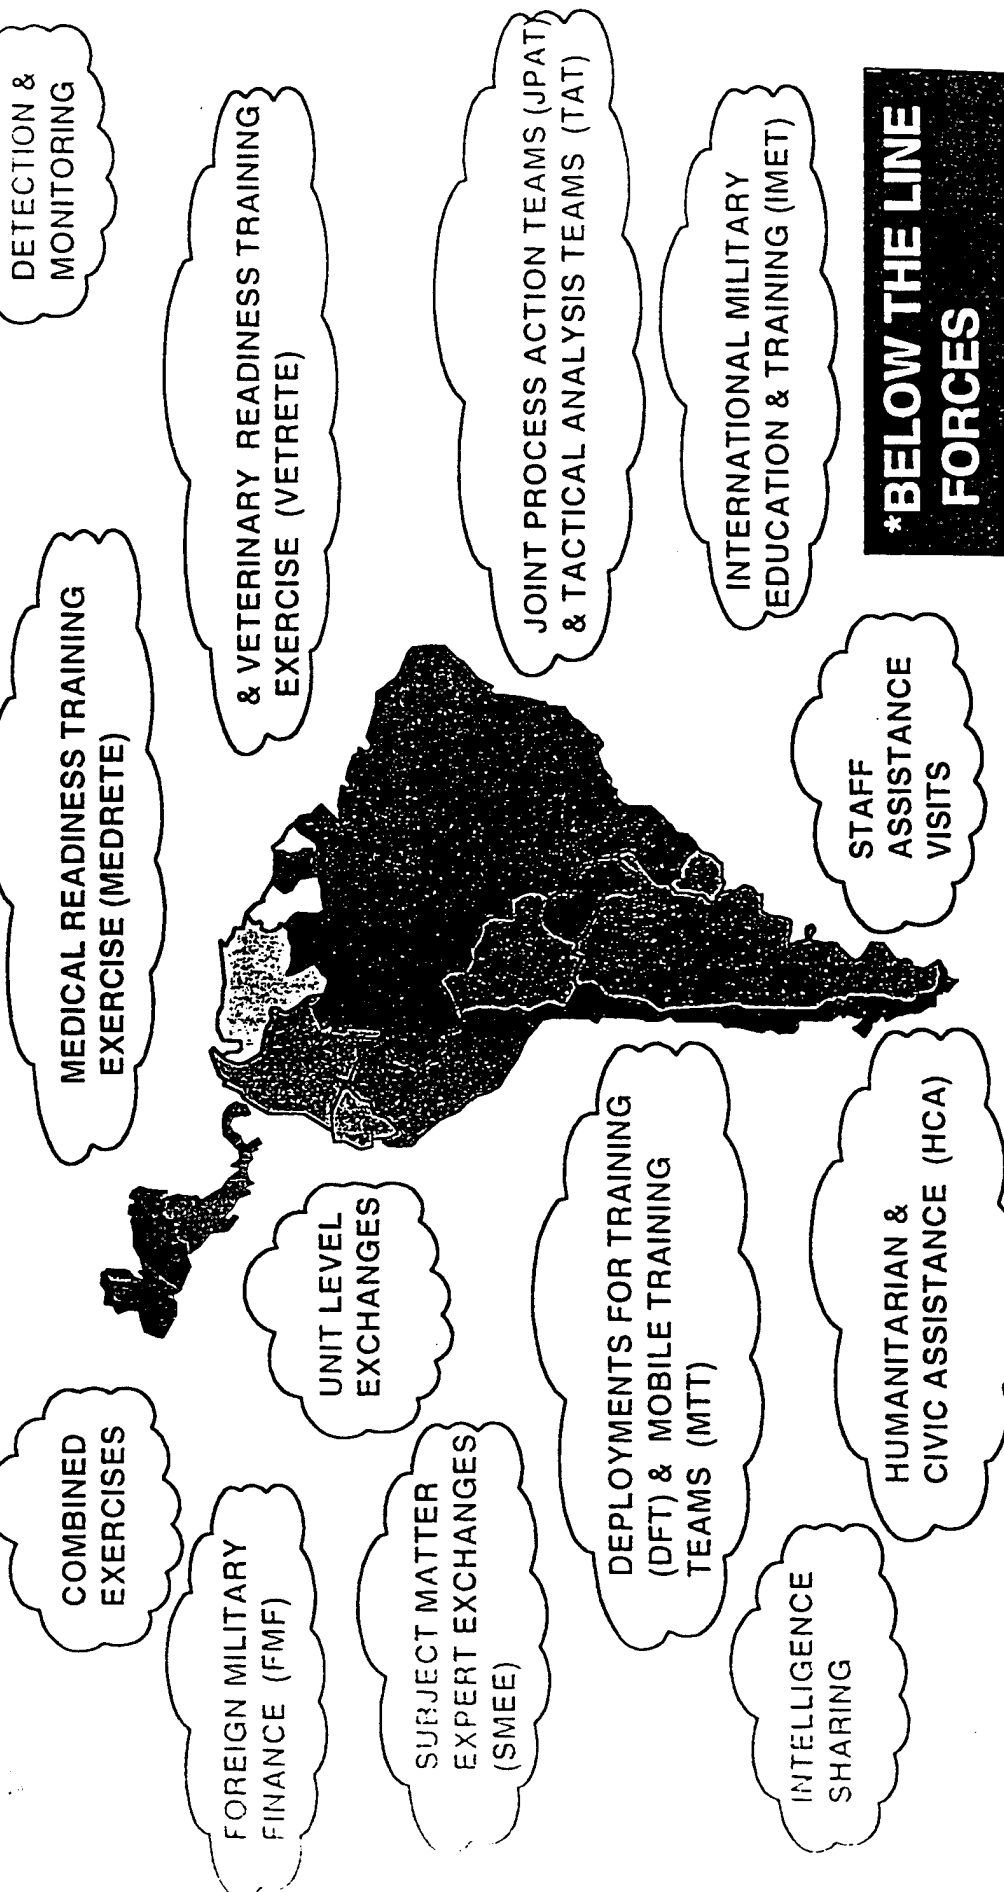 COMBINED
EXERCISES
MEDICAL READINESS TRAINING
EXERCISE (MEDRETE)
DETECTION &
MONITORING
FOREIGN MILITARY
FINANCE (FMF)
& VETERINARY READINESS TRAINING
EXERCISE (VETRETE)
UNIT LEVEL
EXCHANGES
SUBJECT MATTER
EXPERT EXCHANGES
(SMEE)
JOINT PROCESS ACTION TEAMS (JPAT)
& TACTICAL ANALYSIS TEAMS (TAT)
DEPLOYMENTS FOR TRAINING
(DFT) & MOBILE TRAINING
TEAMS (MTT)
INTERNATIONAL MILITARY
EDUCATION & TRAINING (IMET)
INTELLIGENCE
SHARING
STAFF
ASSISTANCE
VISITS
HUMANITARIAN &
CIVIC ASSISTANCE (HCA)
*BELOW THE LINE
FORCES